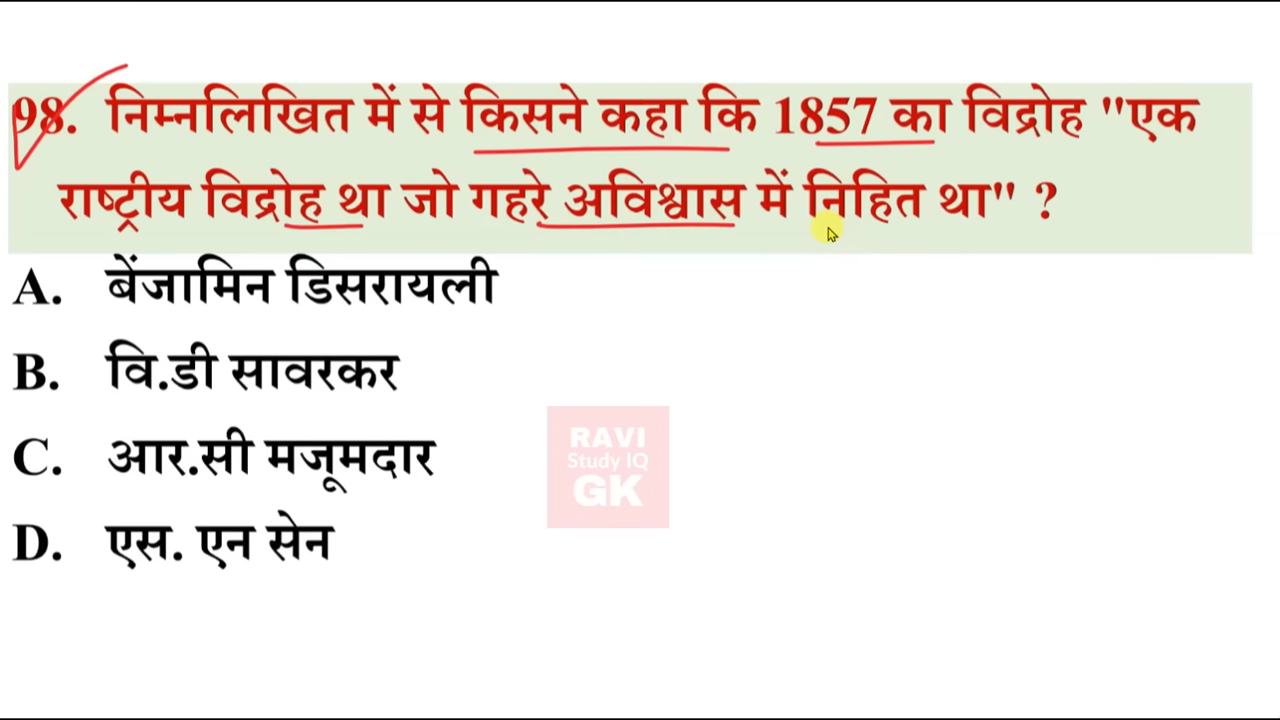 98. निम्नलिखित में से किसने कहा कि 1857 का विद्रोह "एक
राष्ट्रीय विद्रोह था जो गहरे अविश्वास में निहित था" ?
A. बेंजामिन डिसरायली
B. वि.डी सावरकर
C. आर.सी मजूमदार
D. एस. एन सेन
RAVI
Study IQ
GK